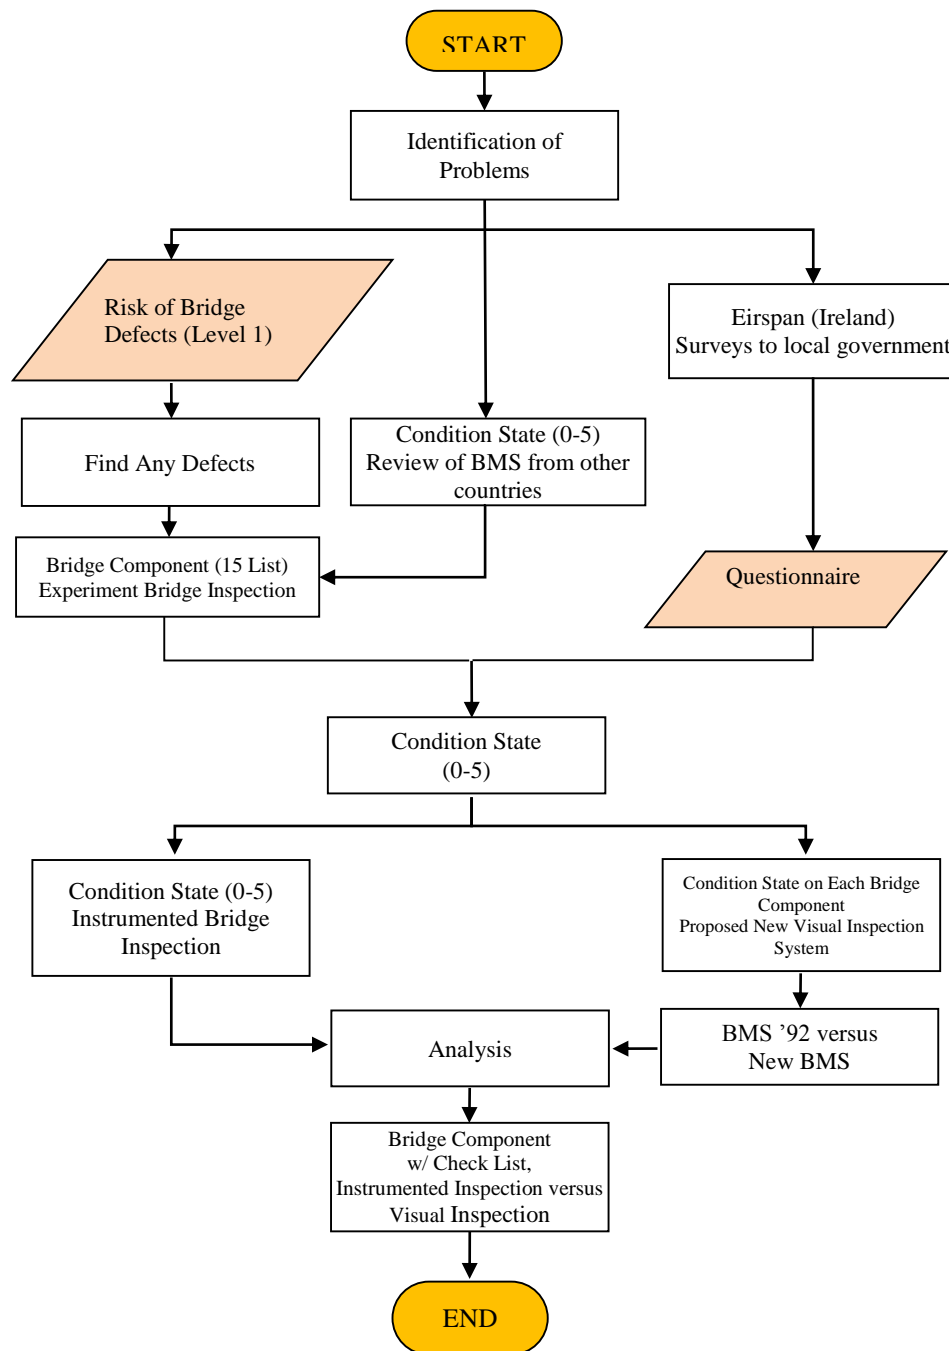 START
Identification of
Problems
Risk of Bridge
Defects (Level 1)
Eirspan (Ireland)
Surveys to local government
Find Any Defects
Condition State (0-5)
Review of BMS from other
countries
Bridge Component (15 List)
Experiment Bridge Inspection
Questionnaire
Condition State
(0-5)
Condition State (0-5)
Instrumented Bridge
Inspection
Condition State on Each Bridge
Component
Proposed New Visual Inspection
System
Analysis
BMS ’92 versus
New BMS
Bridge Component
w/ Check List,
Instrumented Inspection versus
Visual Inspection
END